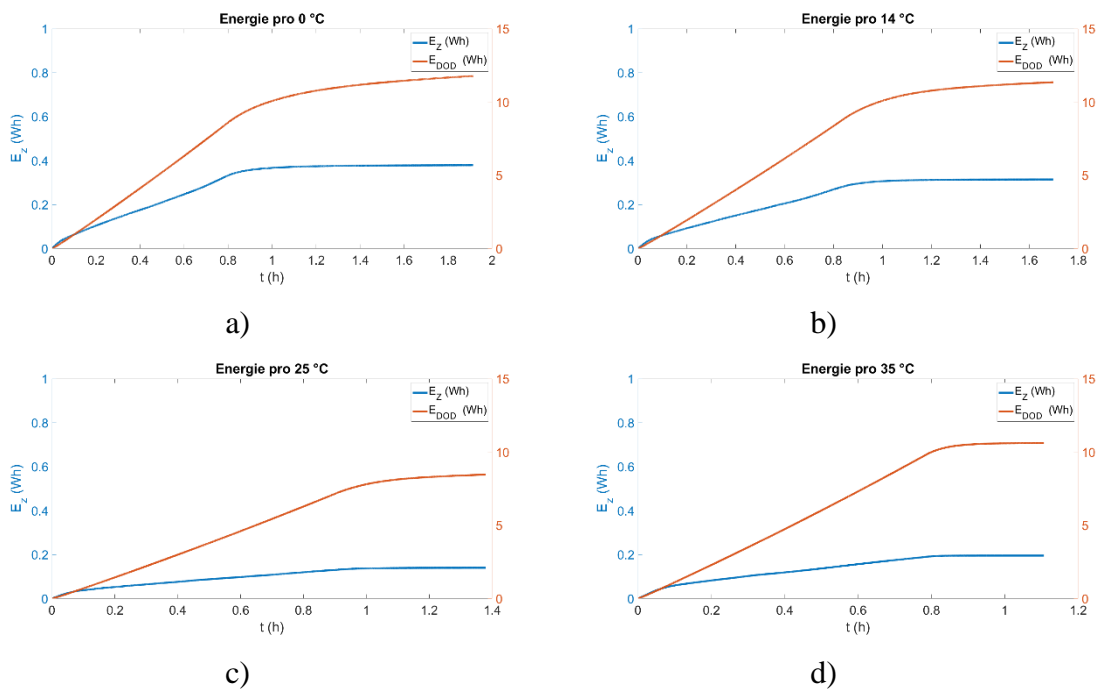 Energie pro 0 °C
E_Z (Wh)
E_DOD (Wh)
E_Z (Wh)
0 0.2 0.4 0.6 0.8 1
0 5 10 15
0 0.2 0.4 0.6 0.8 1 1.2 1.4 1.6 1.8 2
t (h)
a)
Energie pro 14 °C
E_Z (Wh)
E_DOD (Wh)
E_Z (Wh)
0 0.2 0.4 0.6 0.8 1
0 5 10 15
0 0.2 0.4 0.6 0.8 1 1.2 1.4 1.6 1.8
t (h)
b)
Energie pro 25 °C
E_Z (Wh)
E_DOD (Wh)
E_Z (Wh)
0 0.2 0.4 0.6 0.8 1
0 5 10 15
0 0.2 0.4 0.6 0.8 1 1.2 1.4
t (h)
c)
Energie pro 35 °C
E_Z (Wh)
E_DOD (Wh)
E_Z (Wh)
0 0.2 0.4 0.6 0.8 1
0 5 10 15
0 0.2 0.4 0.6 0.8 1 1.2
t (h)
d)